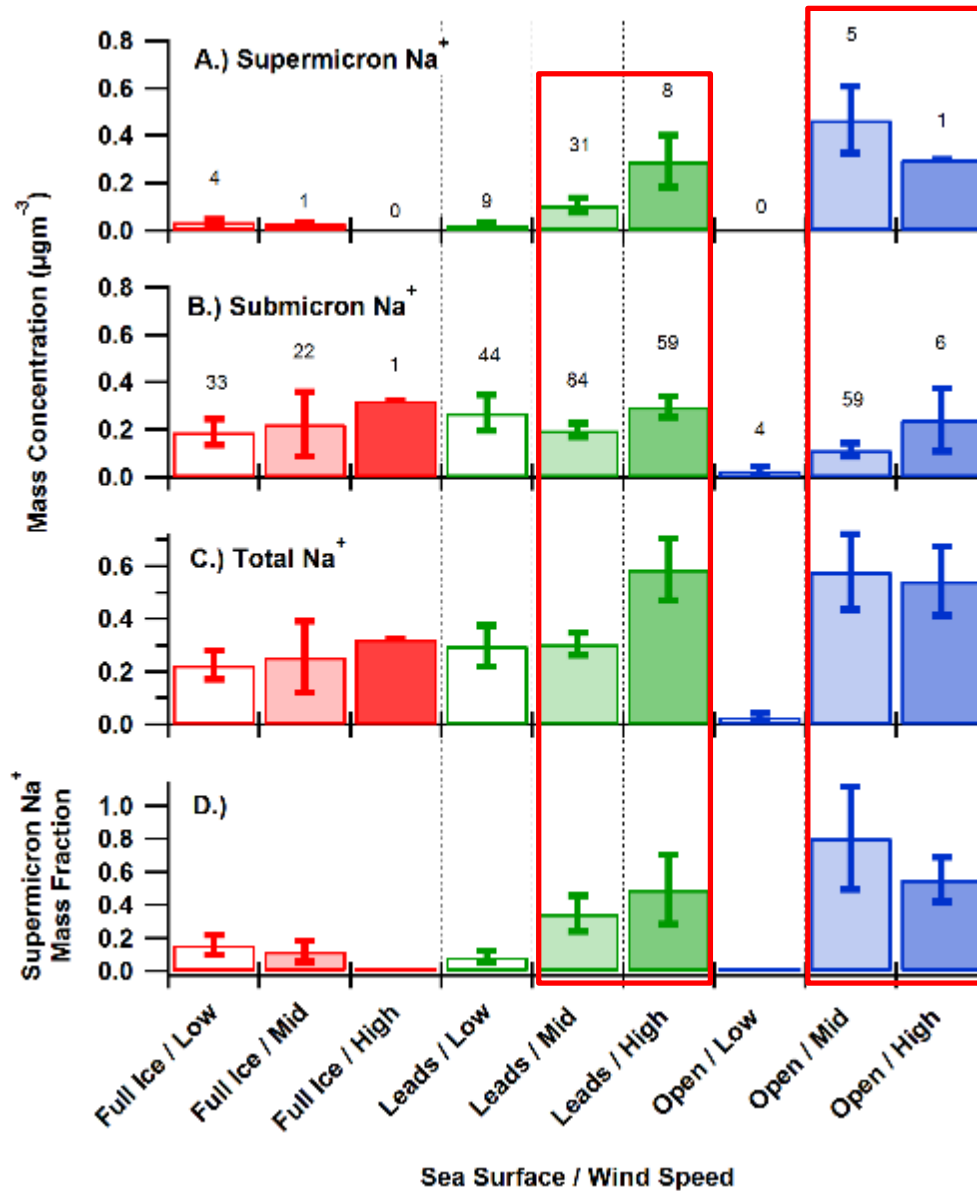 Mass Concentration (µgm⁻³)
A.) Supermicron Na⁺
0.8
0.6
0.4
0.2
0.0
4
1
0
9
31
8
0
5
1
B.) Submicron Na⁺
0.8
0.6
0.4
0.2
0.0
33
22
1
44
84
59
4
59
6
C.) Total Na⁺
0.6
0.4
0.2
0.0
Supermicron Na⁺
Mass Fraction
D.)
1.0
0.8
0.6
0.4
0.2
0.0
Full Ice / Low
Full Ice / Mid
Full Ice / High
Leads / Low
Leads / Mid
Leads / High
Open / Low
Open / Mid
Open / High
Sea Surface / Wind Speed